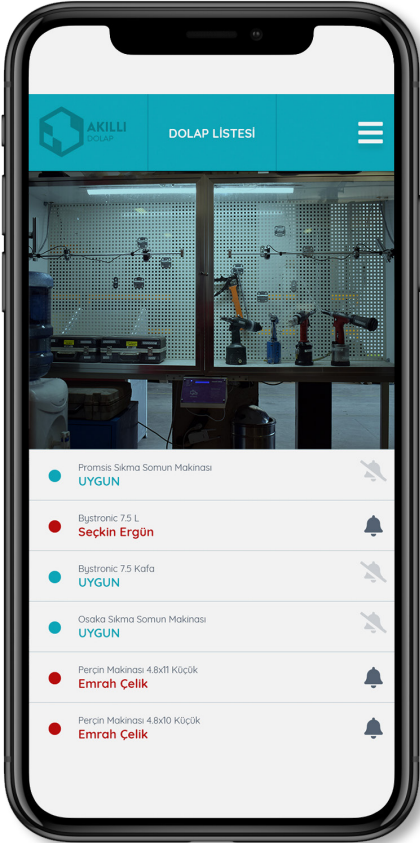 AKILLI
DOLAP
DOLAP LİSTESİ
Promsis Sıkma Somun Makinası
UYGUN
Bystronic 7.5 L
Seçkin Ergün
Bystronic 7.5 Kafa
UYGUN
Osaka Sıkma Somun Makinası
UYGUN
Perçin Makinası 4.8x11 Küçük
Emrah Çelik
Perçin Makinası 4.8x10 Küçük
Emrah Çelik